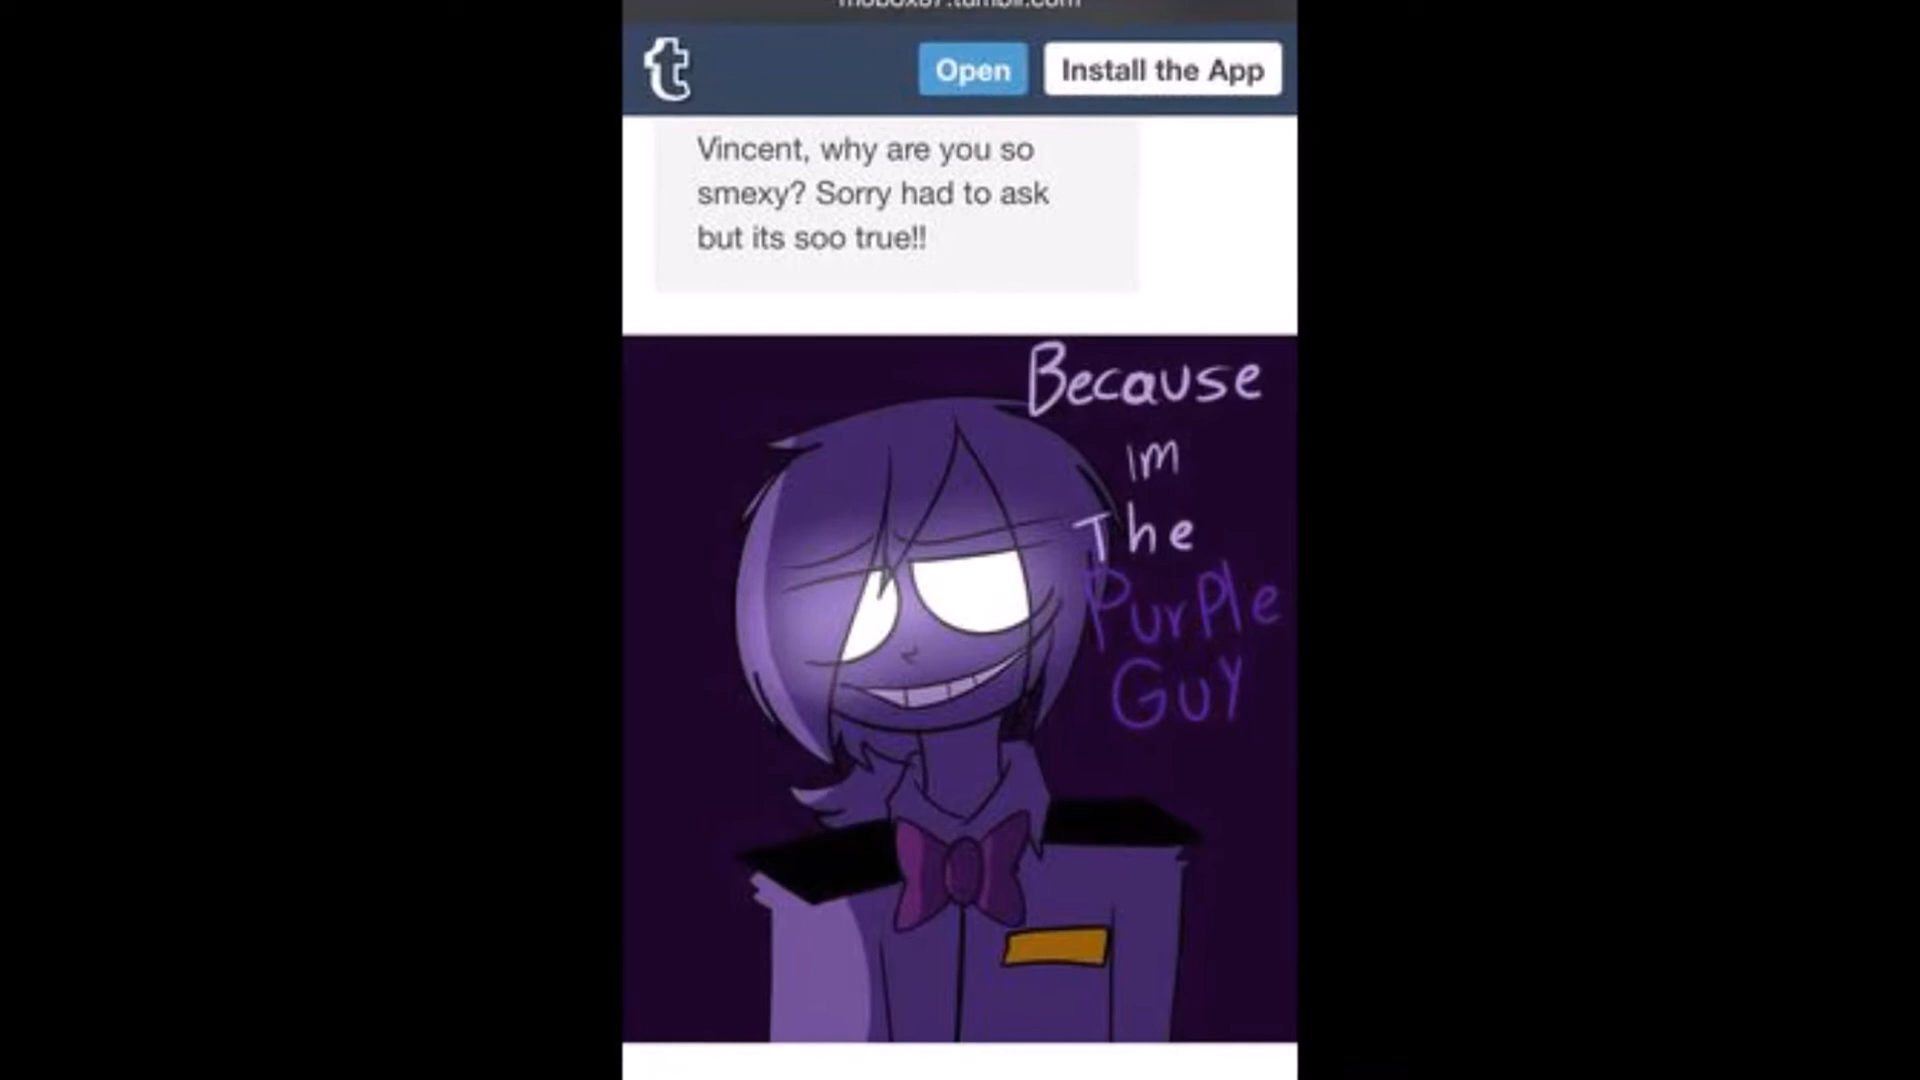 Open
Install the App
Vincent, why are you so
smexy? Sorry had to ask
but its soo true!!
Because
im
The
Purple
Guy